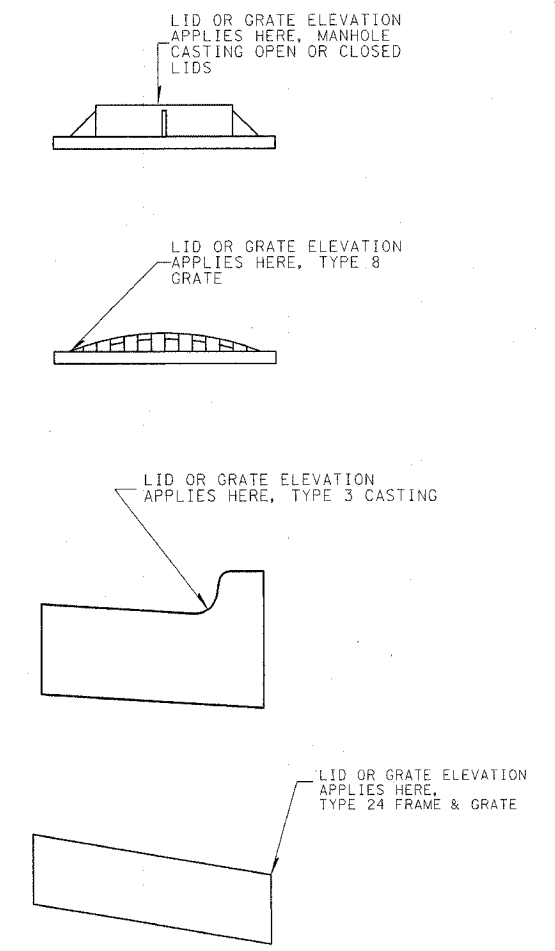 LID OR GRATE ELEVATION
APPLIES HERE, MANHOLE
CASTING OPEN OR CLOSED
LIDS
LID OR GRATE ELEVATION
APPLIES HERE, TYPE 8
GRATE
LID OR GRATE ELEVATION
APPLIES HERE, TYPE 3 CASTING
LID OR GRATE ELEVATION
APPLIES HERE,
TYPE 24 FRAME & GRATE